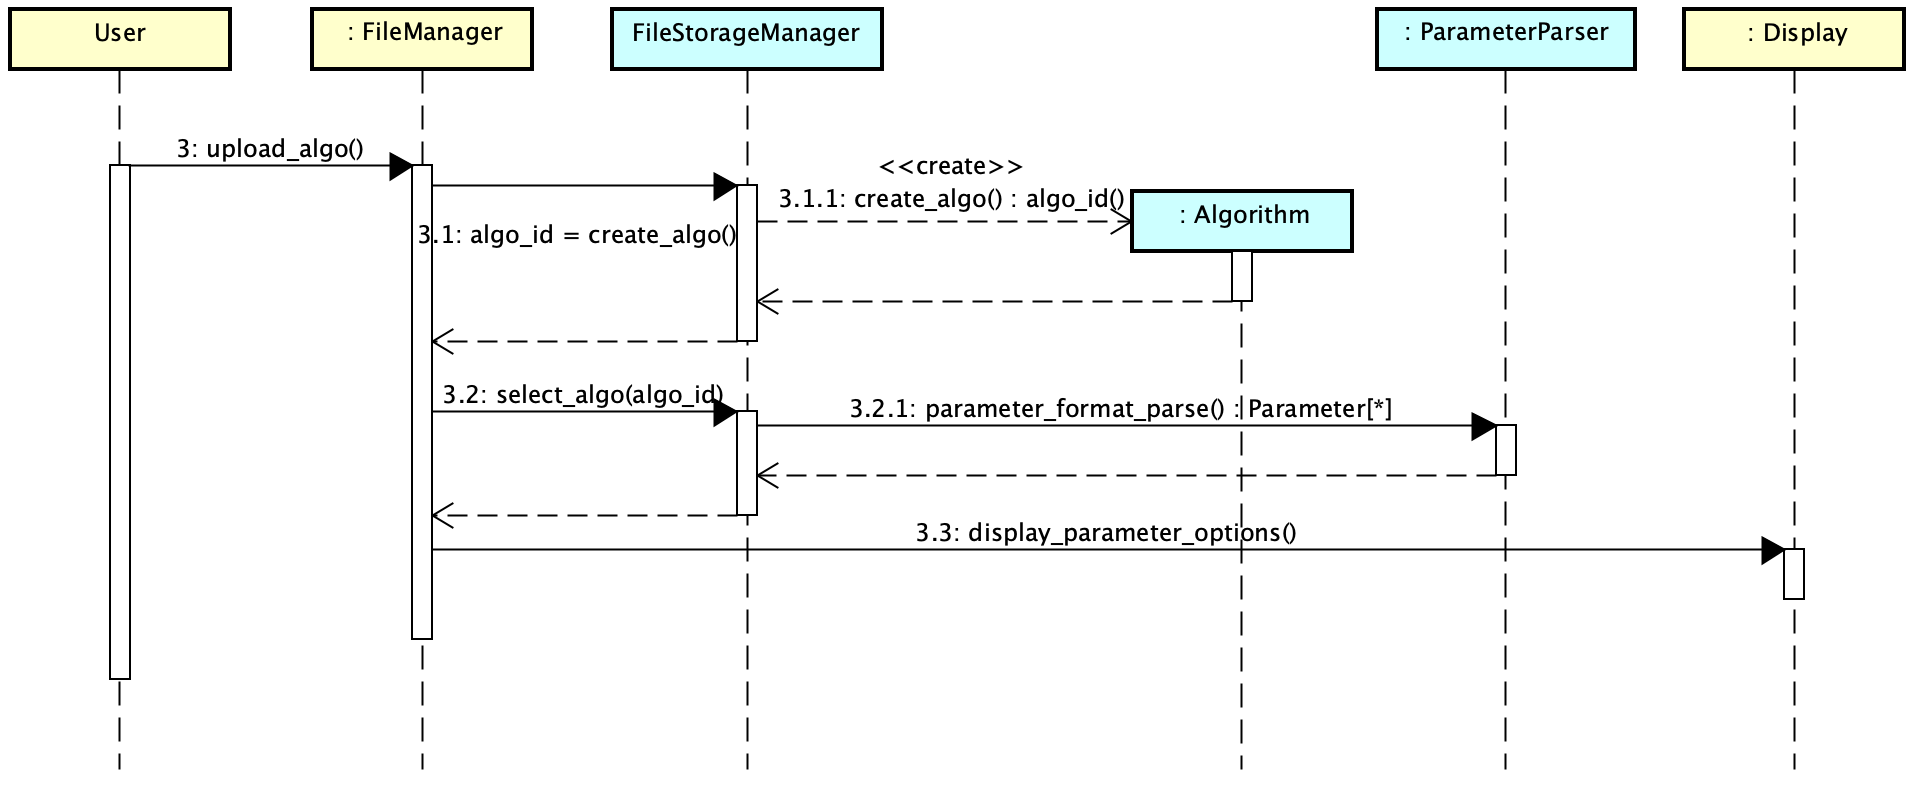 User
: FileManager
FileStorageManager
: ParameterParser
: Display
3: upload_algo()
<<create>>
3.1.1: create_algo() : algo_id()
: Algorithm
3.1: algo_id = create_algo()
3.2: select_algo(algo_id)
3.2.1: parameter_format_parse() : Parameter[*]
3.3: display_parameter_options()